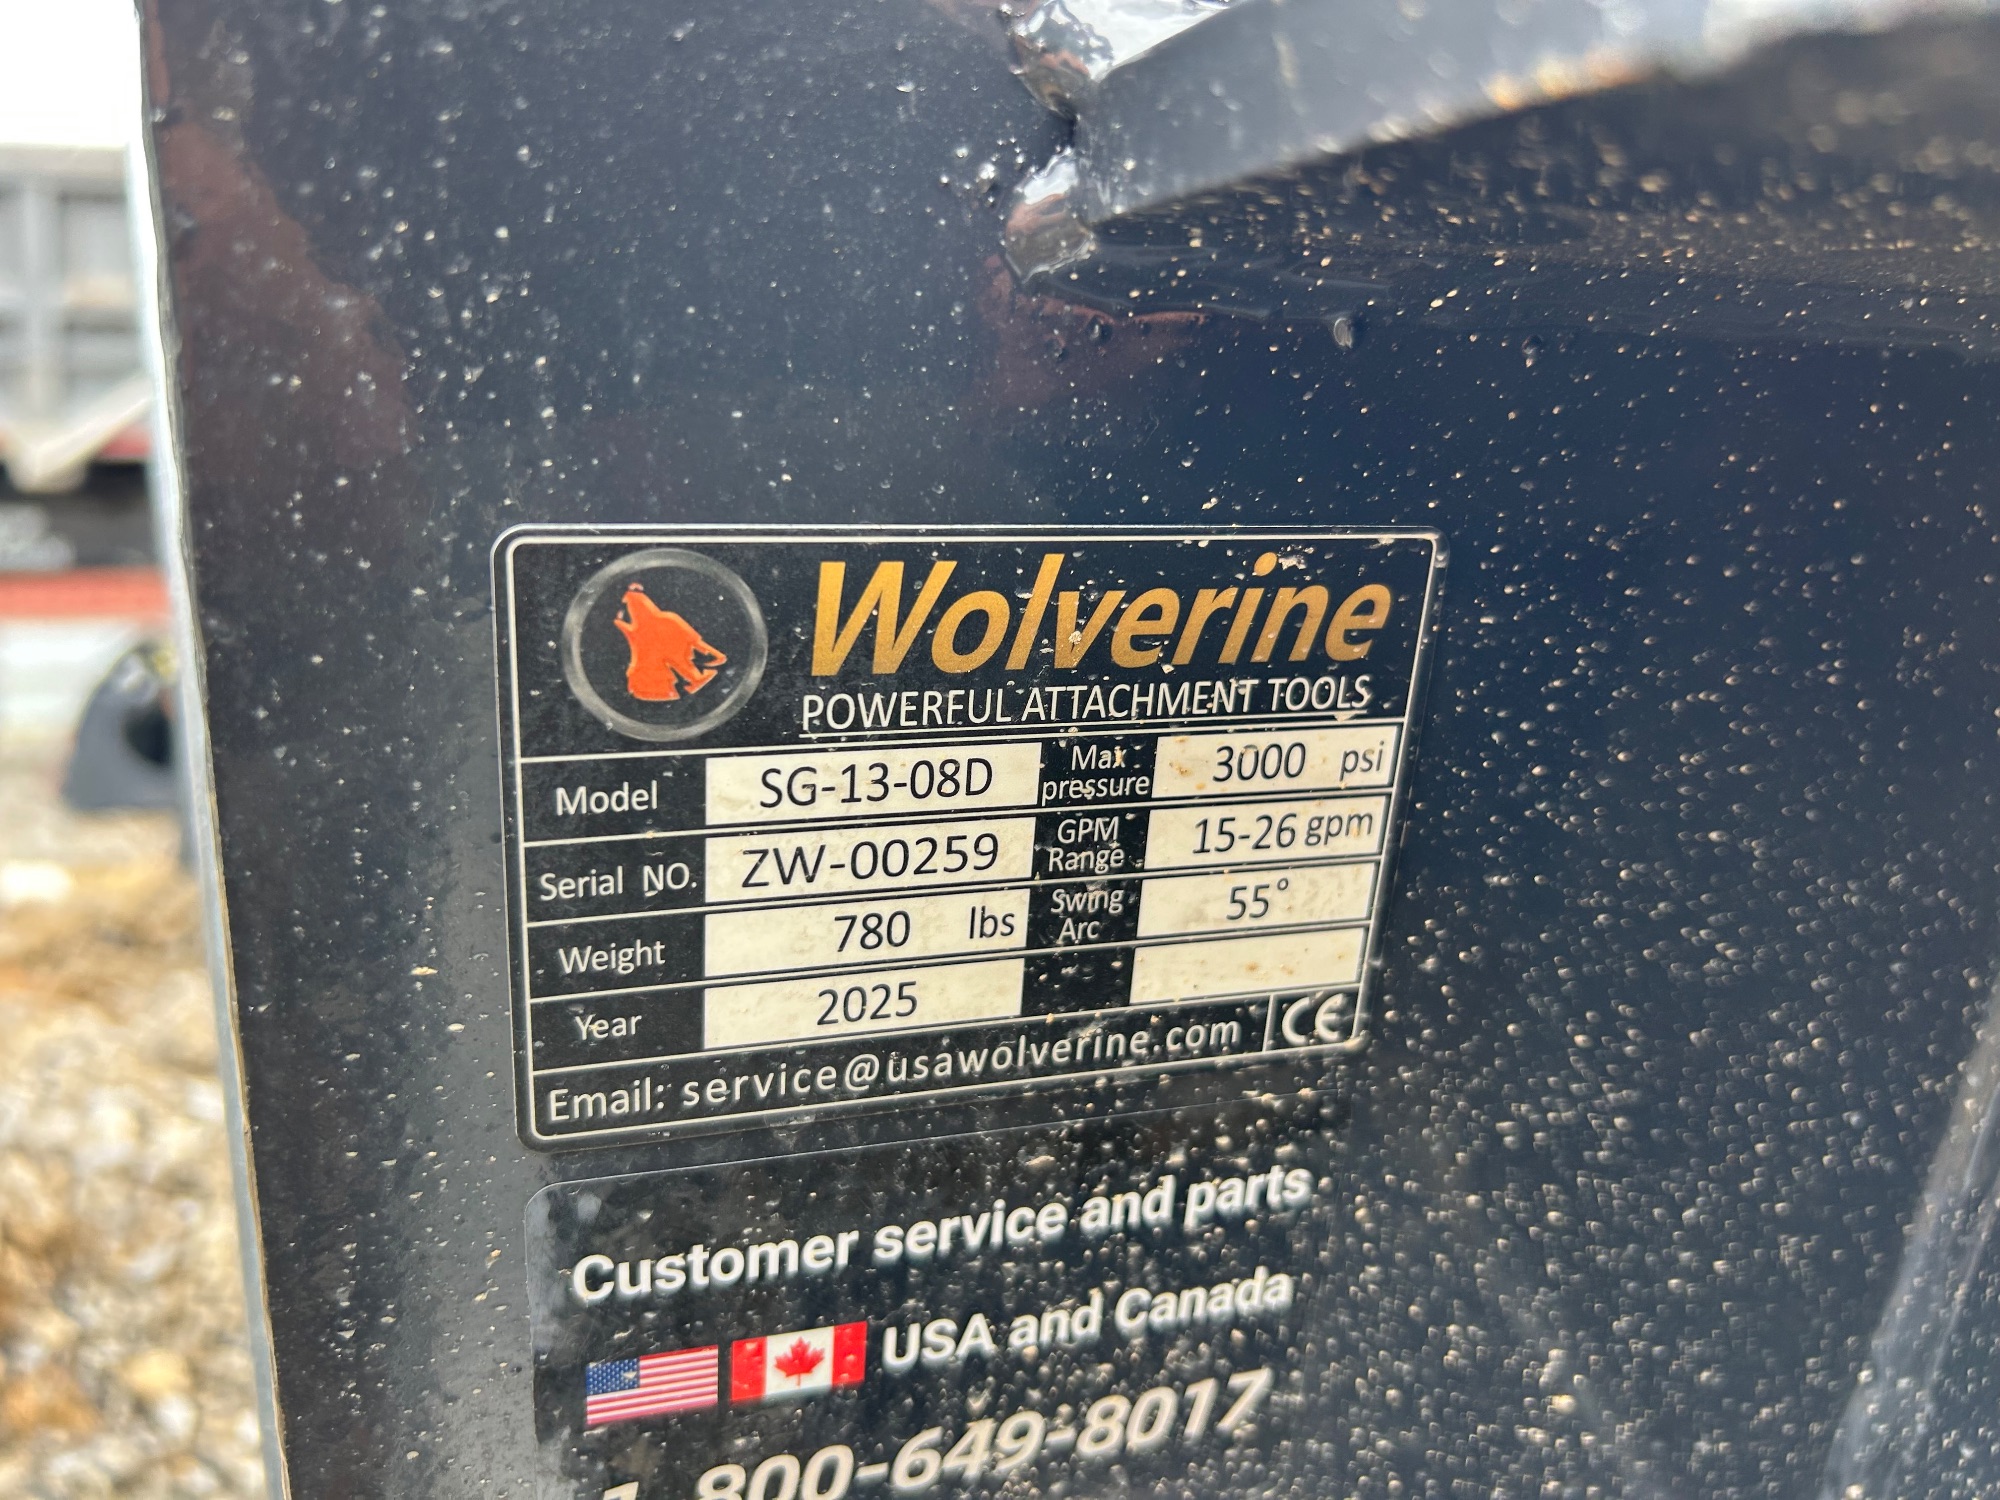 Wolverine
POWERFUL ATTACHMENT TOOLS
Model SG-13-08D Max pressure 3000 psi
Serial NO. ZW-00259 GPM Range 15-26 gpm
Weight 780 lbs Swing Arc 55°
Year 2025
Email: service@usawolverine.com CE
Customer service and parts
USA and Canada
1-800-649-8017